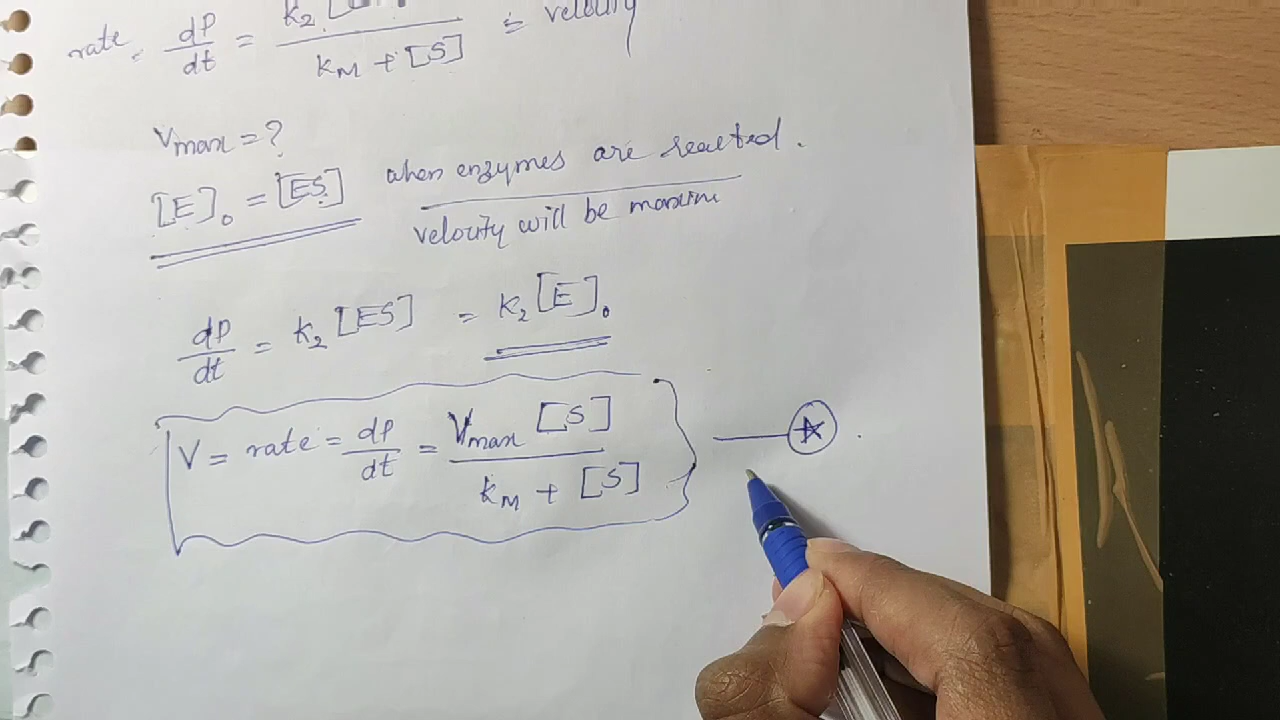 rate = dP/dt = k₂ / (kM + [S]) = velocity
Vmax = ?
[E]₀ = [ES] when enzymes are reacted.
velocity will be maxim
dP/dt = k₂ [ES] = k₂ [E]₀
V = rate = dP/dt = Vmax [S] / (kM + [S])